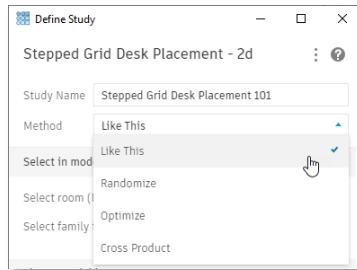 Define Study
Stepped Grid Desk Placement - 2d
Study Name Stepped Grid Desk Placement 101
Method Like This
Like This
Select in mod
Randomize
Select room (
Optimize
Select family
Cross Product